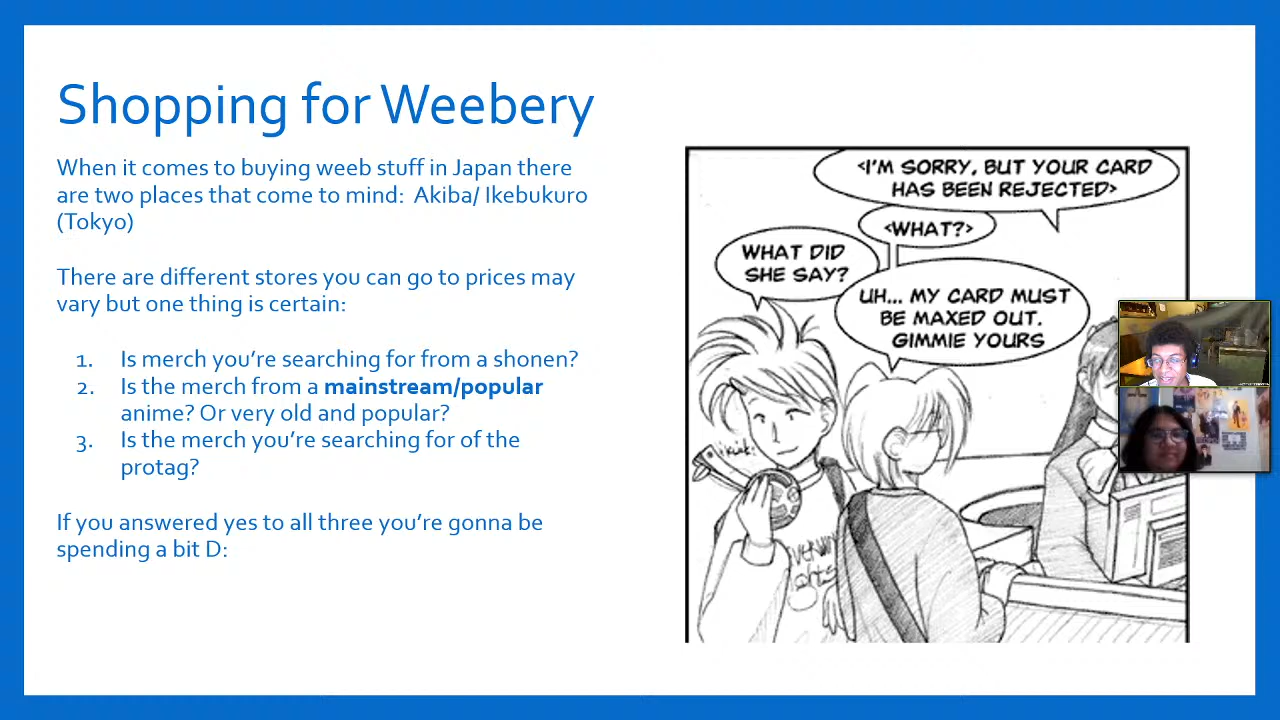 Shopping for Weebery
When it comes to buying weeb stuff in Japan there
are two places that come to mind:  Akiba/ Ikebukuro
(Tokyo)
There are different stores you can go to prices may
vary but one thing is certain:
1. Is merch you're searching for from a shonen?
2. Is the merch from a mainstream/popular
anime? Or very old and popular?
3. Is the merch you're searching for of the
protag?
If you answered yes to all three you're gonna be
spending a bit D:
<I'M SORRY, BUT YOUR CARD
HAS BEEN REJECTED>
<WHAT?>
WHAT DID
SHE SAY?
UH... MY CARD MUST
BE MAXED OUT.
GIMMIE YOURS